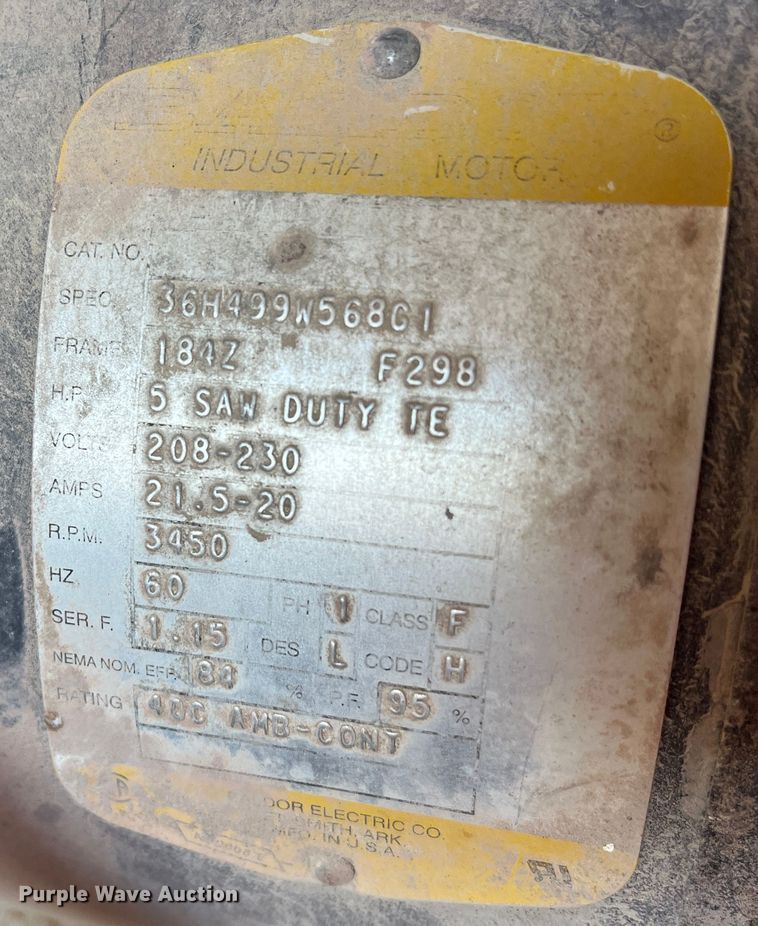 INDUSTRIAL MOTOR
CAT. NO.
SPEC. 36H499W568G1
FRAME 184Z F298
H.P. 5 SAW DUTY TE
VOLTS 208-230
AMPS 21.5-20
R.P.M. 3450
HZ 60 PH 1 CLASS F
SER. F. 1.15 DES L CODE H
NEMA NOM. EFF. 84 % P.F. 95 %
RATING 40C AMB-CONT
DOR ELECTRIC CO.
SMITH, ARK
MFG. IN U.S.A.
Purple Wave Auction